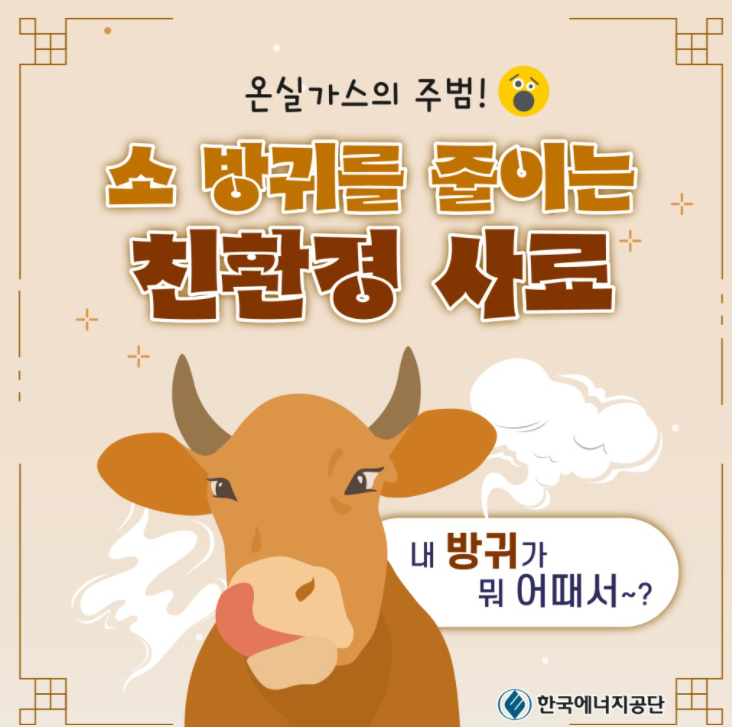 온실가스의 주범!
소 방귀를 줄이는
친환경 사료
내 방귀가
뭐 어때서~?
한국에너지공단